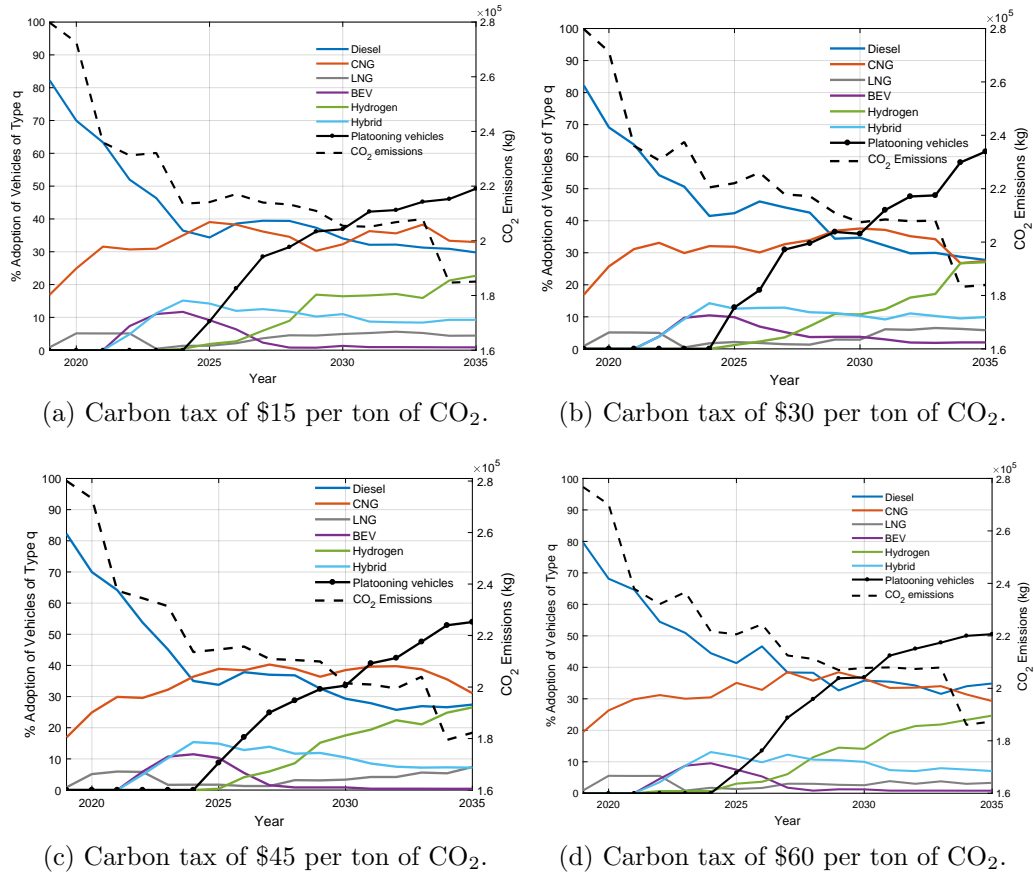 ×10^5
100
90
80
70
60
50
40
30
20
10
0
% Adoption of Vehicles of Type q
Diesel
CNG
LNG
BEV
Hydrogen
Hybrid
Platooning vehicles
CO2 emissions
2.8
2.6
2.4
2.2
2
1.8
1.6
CO2 Emissions (kg)
2020
2025
2030
2035
Year
(a) Carbon tax of $15 per ton of CO2.
×10^5
100
90
80
70
60
50
40
30
20
10
0
% Adoption of Vehicles of Type q
Diesel
CNG
LNG
BEV
Hydrogen
Hybrid
Platooning vehicles
CO2 Emissions
2.8
2.6
2.4
2.2
2
1.8
1.6
CO2 Emissions (kg)
2020
2025
2030
2035
Year
(b) Carbon tax of $30 per ton of CO2.
×10^5
100
90
80
70
60
50
40
30
20
10
0
% Adoption of Vehicles of Type q
Diesel
CNG
LNG
BEV
Hydrogen
Hybrid
Platooning vehicles
CO2 Emissions
2.8
2.6
2.4
2.2
2
1.8
1.6
CO2 Emissions (kg)
2020
2025
2030
2035
Year
(c) Carbon tax of $45 per ton of CO2.
×10^5
100
90
80
70
60
50
40
30
20
10
0
% Adoption of Vehicles of Type q
Diesel
CNG
LNG
BEV
Hydrogen
Hybrid
Platooning vehicles
CO2 emissions
2.8
2.6
2.4
2.2
2
1.8
1.6
CO2 Emissions (kg)
2020
2025
2030
2035
Year
(d) Carbon tax of $60 per ton of CO2.